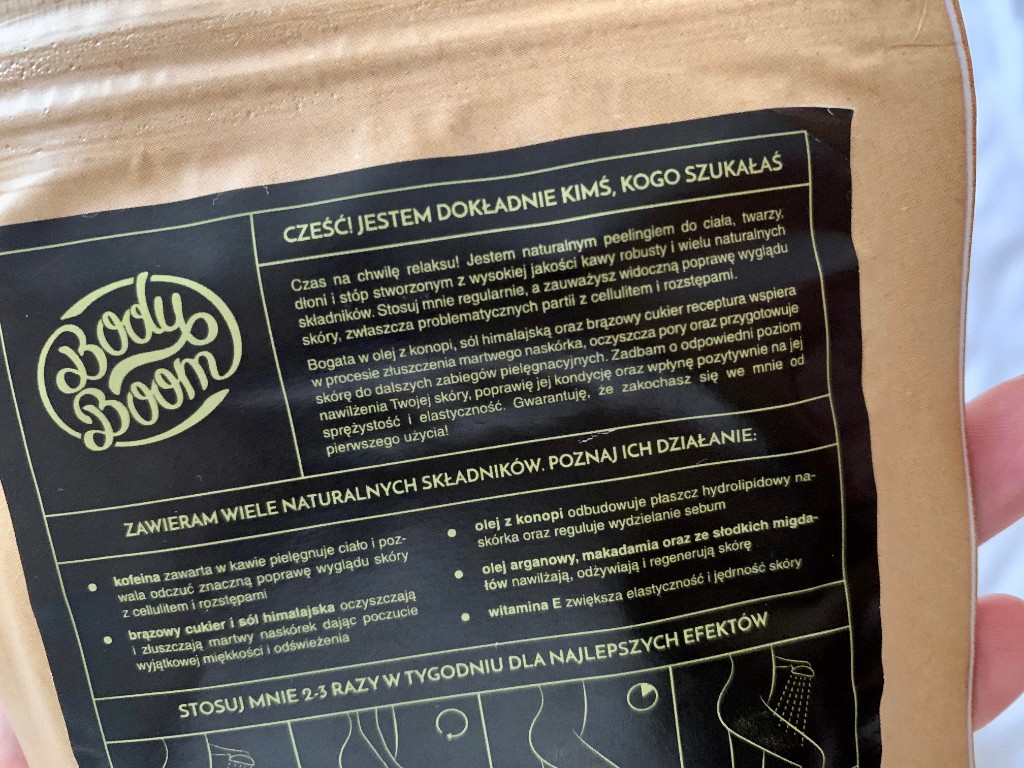 Body
Boom
CZEŚĆ! JESTEM DOKŁADNIE KIMŚ, KOGO SZUKAŁAŚ
Czas na chwilę relaksu! Jestem naturalnym peelingiem do ciała, twarzy,
dłoni i stóp stworzonym z wysokiej jakości kawy robusty i wielu naturalnych
składników. Stosuj mnie regularnie, a zauważysz widoczną poprawę wyglądu
skóry, zwłaszcza problematycznych partii z cellulitem i rozstępami.
Bogata w olej z konopi, sól himalajską oraz brązowy cukier receptura wspiera
w procesie złuszczenia martwego naskórka, oczyszcza pory oraz przygotowuje
skórę do dalszych zabiegów pielęgnacyjnych. Zadbam o odpowiedni poziom
nawilżenia Twojej skóry, poprawię jej kondycję oraz wpłynę pozytywnie na jej
sprężystość i elastyczność. Gwarantuję, że zakochasz się we mnie od
pierwszego użycia!
ZAWIERAM WIELE NATURALNYCH SKŁADNIKÓW. POZNAJ ICH DZIAŁANIE:
• kofeina zawarta w kawie pielęgnuje ciało i poz-
wala odczuć znaczną poprawę wyglądu skóry
z cellulitem i rozstępami
• brązowy cukier i sól himalajska oczyszczają
i złuszczają martwy naskórek dając poczucie
wyjątkowej miękkości i odświeżenia
• olej z konopi odbudowuje płaszcz hydrolipidowy na-
skórka oraz reguluje wydzielanie sebum
• olej arganowy, makadamia oraz ze słodkich migda-
łów nawilżają, odżywiają i regenerują skórę
• witamina E zwiększa elastyczność i jędrność skóry
STOSUJ MNIE 2-3 RAZY W TYGODNIU DLA NAJLEPSZYCH EFEKTÓW